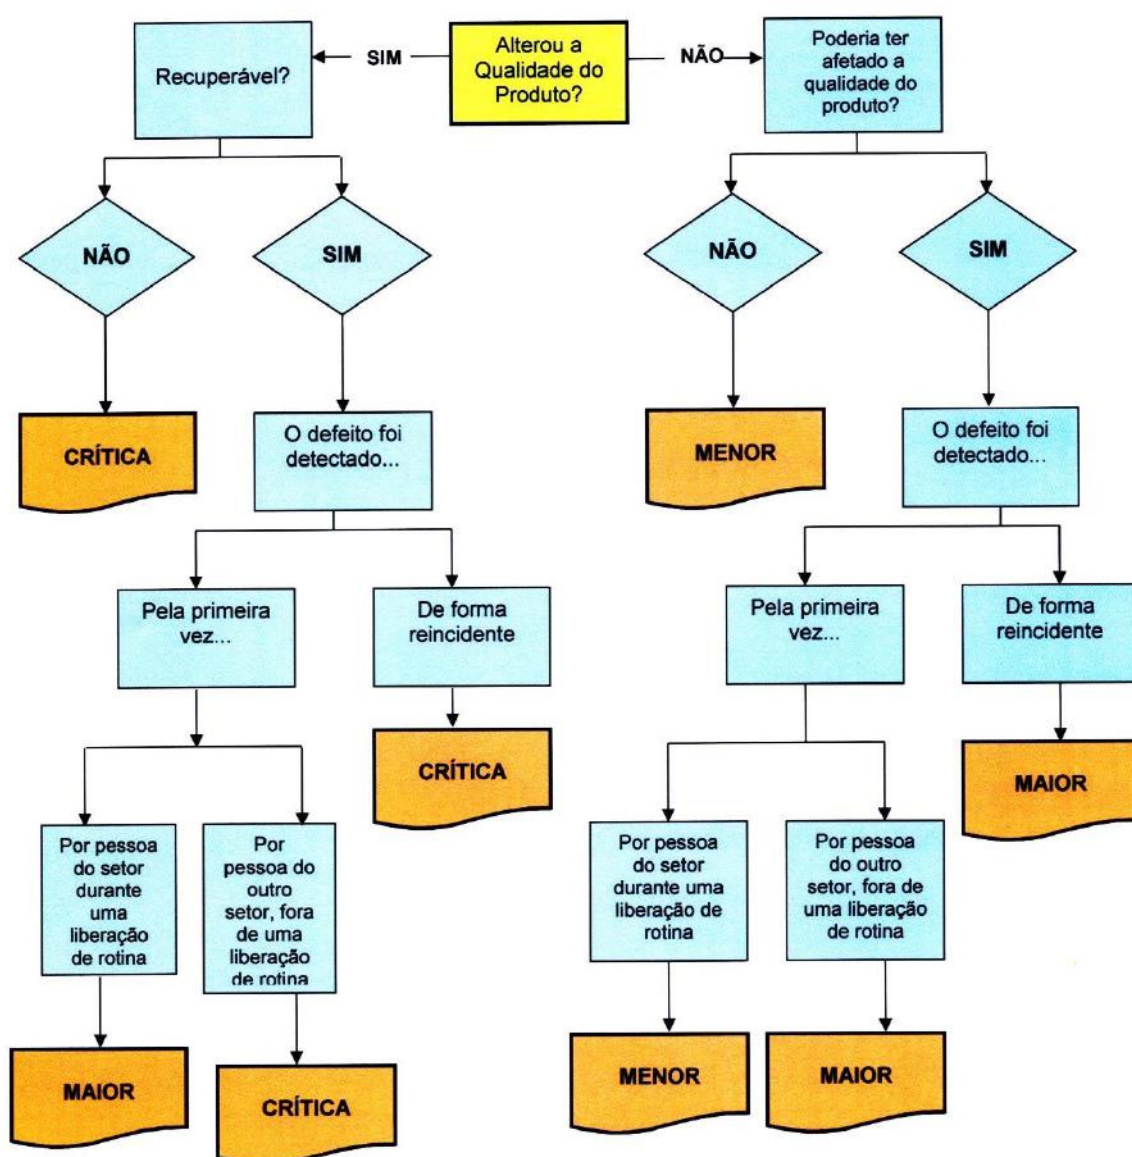 Recuperável?
SIM
Alterou a
Qualidade do
Produto?
NÃO
Poderia ter
afetado a
qualidade do
produto?
NÃO
SIM
NÃO
SIM
CRÍTICA
O defeito foi
detectado...
MENOR
O defeito foi
detectado...
Pela primeira
vez...
De forma
reincidente
Pela primeira
vez...
De forma
reincidente
CRÍTICA
MAIOR
Por pessoa
do setor
durante
uma
liberação
de rotina
Por
pessoa do
outro
setor, fora
de uma
liberação
de rotina
Por pessoa
do setor
durante uma
liberação de
rotina
Por pessoa
do outro
setor, fora de
uma liberação
de rotina
MAIOR
CRÍTICA
MENOR
MAIOR